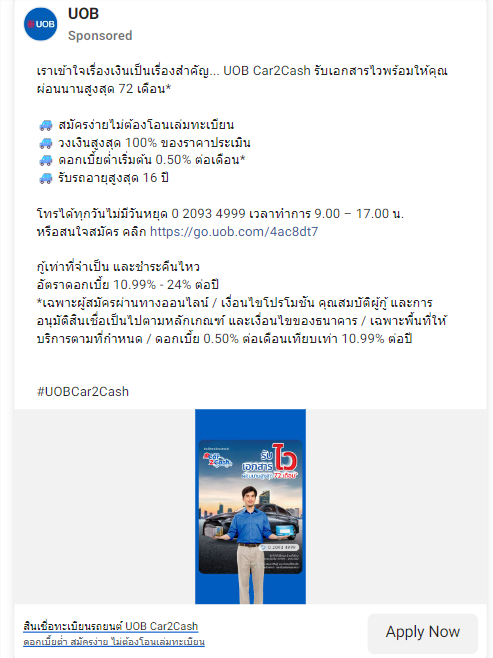 UOB
UOB
Sponsored
เราเข้าใจเรื่องเงินเป็นเรื่องสำคัญ... UOB Car2Cash รับเอกสารไวพร้อมให้คุณ
ผ่อนนานสูงสุด 72 เดือน*
🚙 สมัครง่ายไม่ต้องโอนเล่มทะเบียน
🚙 วงเงินสูงสุด 100% ของราคาประเมิน
🚙 ดอกเบี้ยต่ำเริ่มต้น 0.50% ต่อเดือน*
🚙 รับรถอายุสูงสุด 16 ปี
โทรได้ทุกวันไม่มีวันหยุด 0 2093 4999 เวลาทำการ 9.00 – 17.00 น.
หรือสนใจสมัคร คลิก https://go.uob.com/4ac8dt7
กู้เท่าที่จำเป็น และชำระคืนไหว
อัตราดอกเบี้ย 10.99% - 24% ต่อปี
*เฉพาะผู้สมัครผ่านทางออนไลน์ / เงื่อนไขโปรโมชั่น คุณสมบัติผู้กู้ และการ
อนุมัติสินเชื่อเป็นไปตามหลักเกณฑ์ และเงื่อนไขของธนาคาร / เฉพาะพื้นที่ให้
บริการตามที่กำหนด / ดอกเบี้ย 0.50% ต่อเดือนเทียบเท่า 10.99% ต่อปี
#UOBCar2Cash
รับ
เอกสาร ไว
ผ่อนนานสูงสุด 72 เดือน*
0 2093 4999
สินเชื่อทะเบียนรถยนต์ UOB Car2Cash
ดอกเบี้ยต่ำ สมัครง่าย ไม่ต้องโอนเล่มทะเบียน
Apply Now